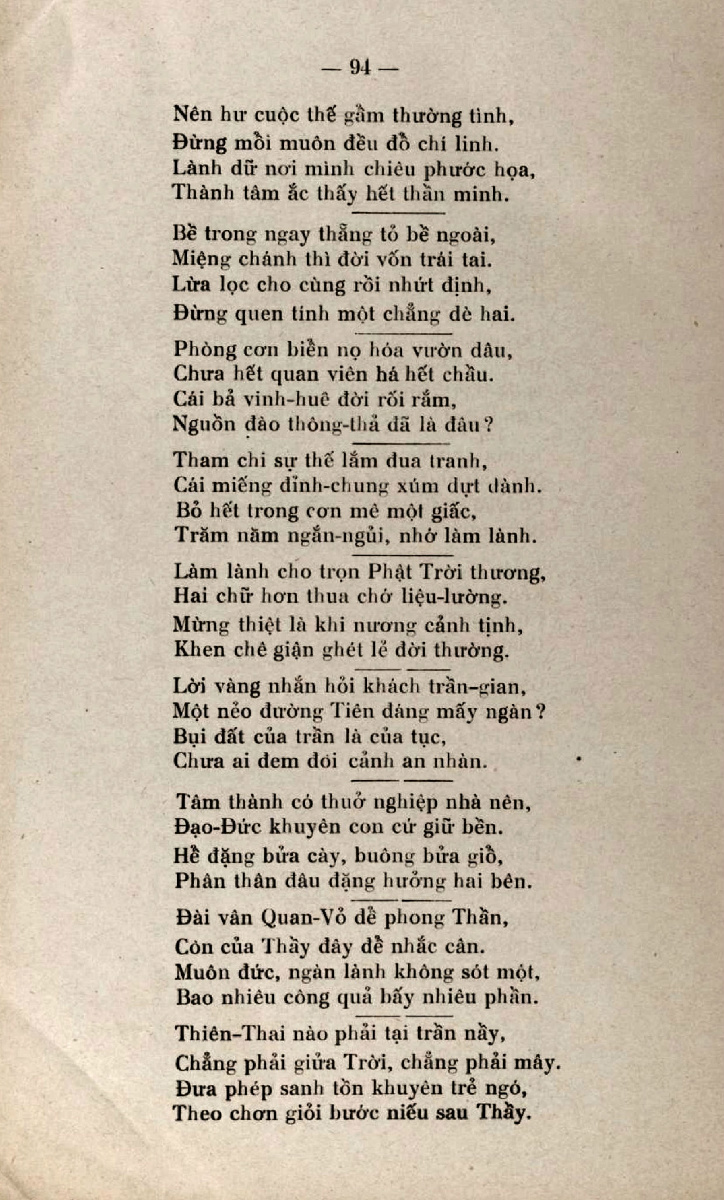 — 94 —
Nên hư cuộc thế gẫm thường tình,
Đừng mồi muôn đều đổ chí linh.
Lành dữ nơi mình chiêu phước họa,
Thành tâm ắc thấy hết thần minh.
Bề trong ngay thẳng tỏ bề ngoài,
Miệng chánh thì đời vốn trái tai.
Lừa lọc cho cùng rồi nhứt định,
Đừng quen tính một chẳng dè hai.
Phòng cơn biển nọ hóa vườn dâu,
Chưa hết quan viên há hết chầu.
Cái bả vinh-huê đời rối rắm,
Nguồn đào thông-thả đã là đâu?
Tham chi sự thế lắm đua tranh,
Cái miếng đỉnh-chung xúm dựt dành.
Bỏ hết trong cơn mê một giấc,
Trăm năm ngắn-ngủi, nhớ làm lành.
Làm lành cho trọn Phật Trời thương,
Hai chữ hơn thua chớ liệu-lường.
Mừng thiệt là khi nương cảnh tịnh,
Khen chê giận ghét lẽ đời thường.
Lời vàng nhắn hỏi khách trần-gian,
Một nẻo đường Tiên đáng mấy ngàn?
Bụi đất của trần là của tục,
Chưa ai đem đổi cảnh an nhàn.
Tâm thành có thuở nghiệp nhà nên,
Đạo-Đức khuyên con cứ giữ bền.
Hễ đặng bửa cày, buông bửa giỗ,
Phân thân đâu đặng hưởng hai bên.
Đài vân Quan-Võ để phong Thần,
Còn của Thầy đây để nhắc cân.
Muôn đức, ngàn lành không sót một,
Bao nhiêu công quả bấy nhiêu phần.
Thiên-Thai nào phải tại trần nầy,
Chẳng phải giửa Trời, chẳng phải mây.
Đưa phép sanh tồn khuyên trẻ ngó,
Theo chơn giỏi bước níếu sau Thầy.